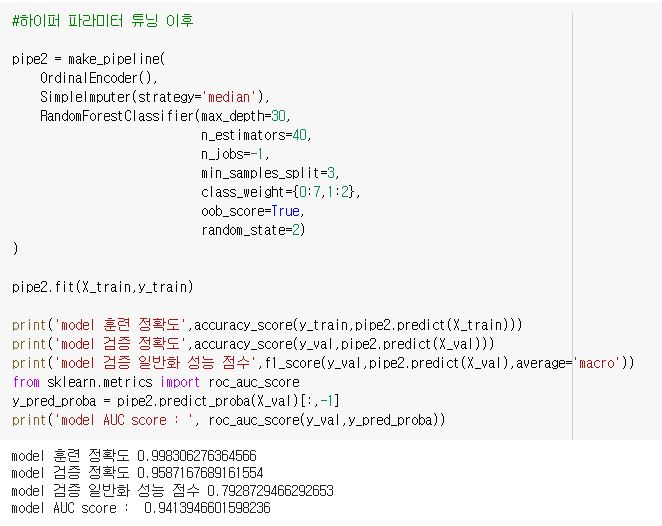 #하이퍼 파라미터 튜닝 이후
pipe2 = make_pipeline(
OrdinalEncoder(),
SimpleImputer(strategy='median'),
RandomForestClassifier(max_depth=30,
n_estimators=40,
n_jobs=-1,
min_samples_split=3,
class_weight={0:7,1:2},
oob_score=True,
random_state=2)
)
pipe2.fit(X_train,y_train)
print('model 훈련 정확도',accuracy_score(y_train,pipe2.predict(X_train)))
print('model 검증 정확도',accuracy_score(y_val,pipe2.predict(X_val)))
print('model 검증 일반화 성능 점수',f1_score(y_val,pipe2.predict(X_val),average='macro'))
from sklearn.metrics import roc_auc_score
y_pred_proba = pipe2.predict_proba(X_val)[:,-1]
print('model AUC score : ', roc_auc_score(y_val,y_pred_proba))
model 훈련 정확도 0.998306276364566
model 검증 정확도 0.9587167689161554
model 검증 일반화 성능 점수 0.7928729466292653
model AUC score :  0.9413946601598236